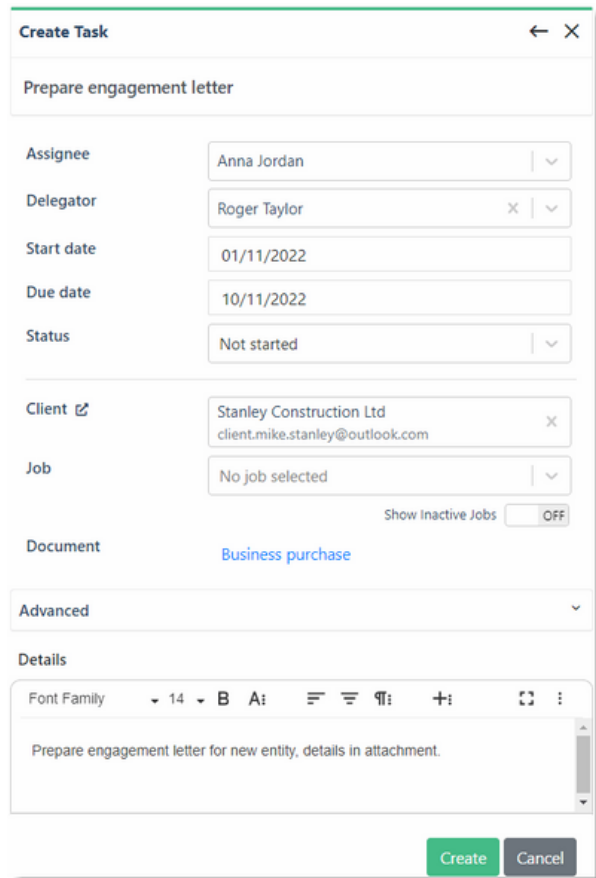 Create Task
Prepare engagement letter
Assignee
Anna Jordan
Delegator
Roger Taylor
Start date
01/11/2022
Due date
10/11/2022
Status
Not started
Client
Stanley Construction Ltd
client.mike.stanley@outlook.com
Job
No job selected
Show Inactive Jobs OFF
Document
Business purchase
Advanced
Details
Font Family 14 B A
Prepare engagement letter for new entity, details in attachment.
Create Cancel